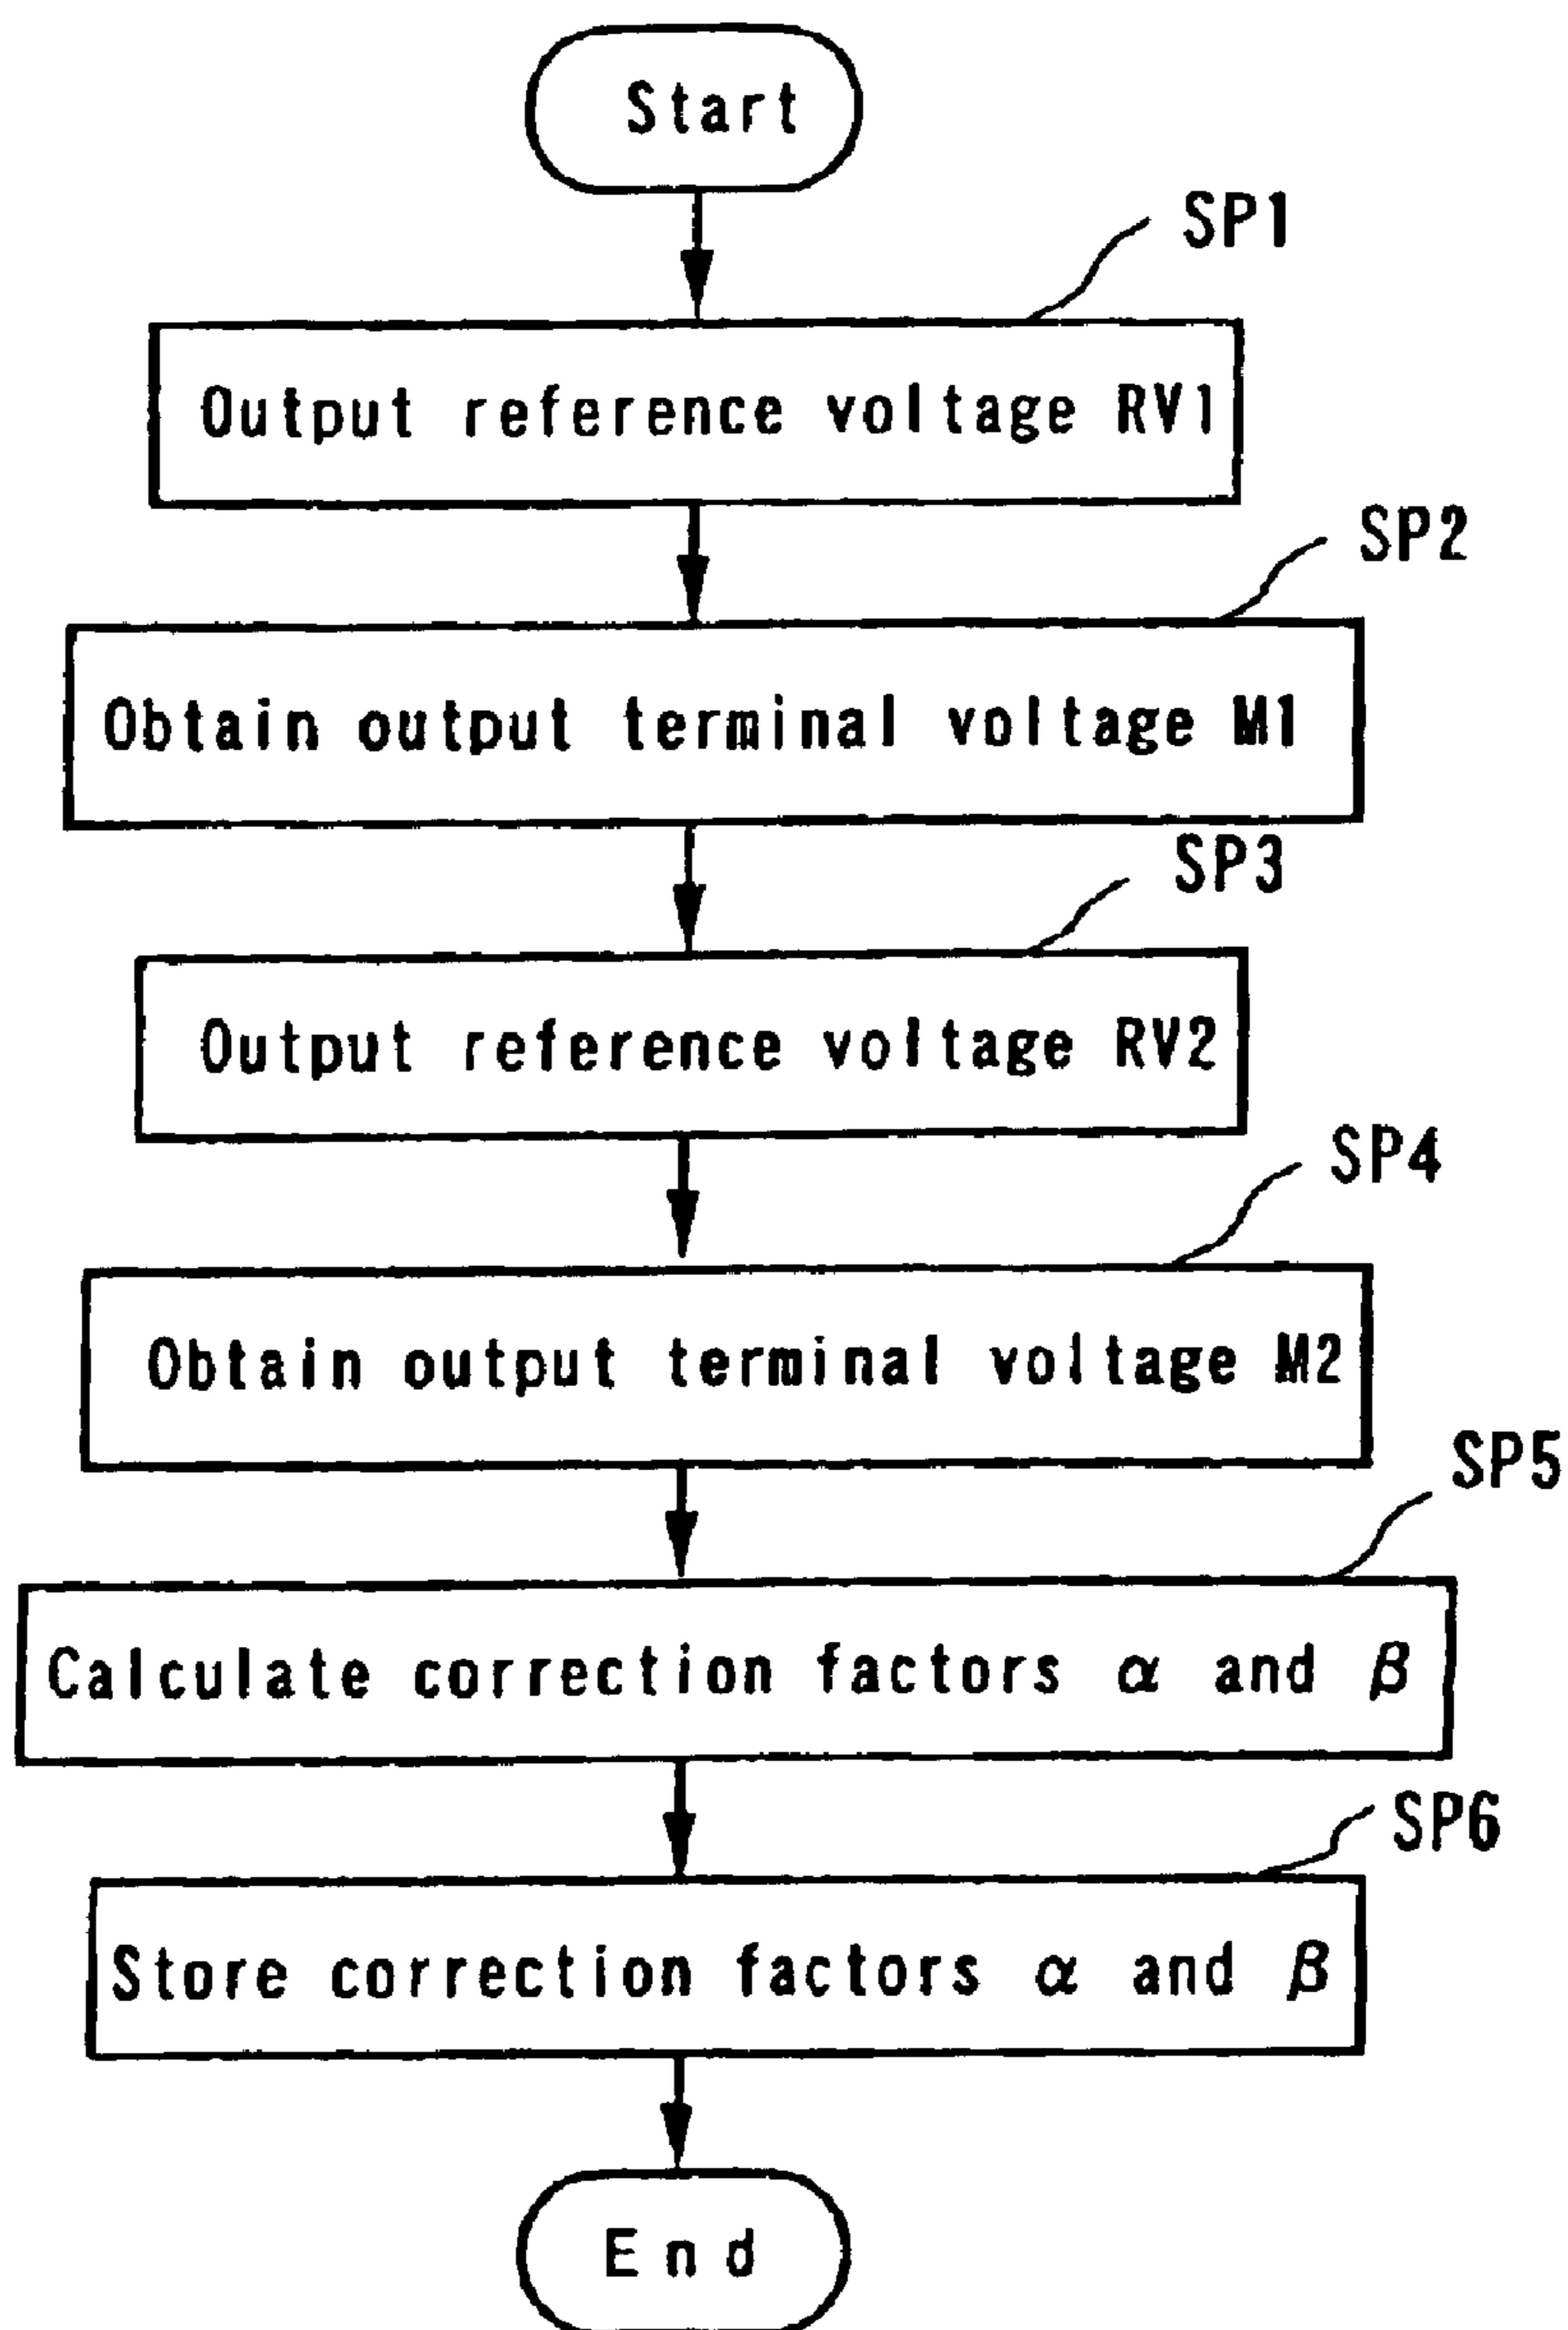 Start
SP1
Output reference voltage RV1
SP2
Obtain output terminal voltage M1
SP3
Output reference voltage RV2
SP4
Obtain output terminal voltage M2
SP5
Calculate correction factors α and β
SP6
Store correction factors α and β
End